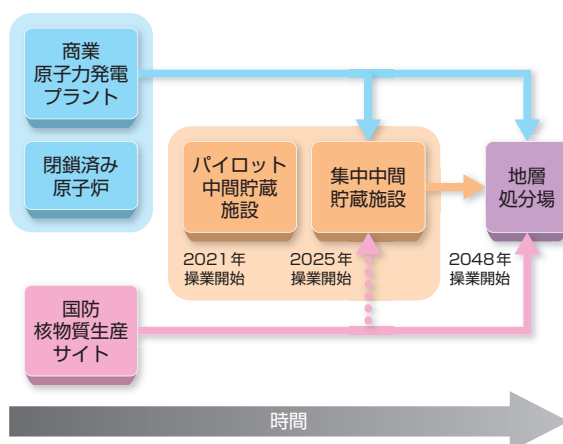 商業
原子力発電
プラント
閉鎖済み
原子炉
パイロット
中間貯蔵
施設
集中中間
貯蔵施設
地層
処分場
2021年
操業開始
2025年
操業開始
2048年
操業開始
国防
核物質生産
サイト
時間